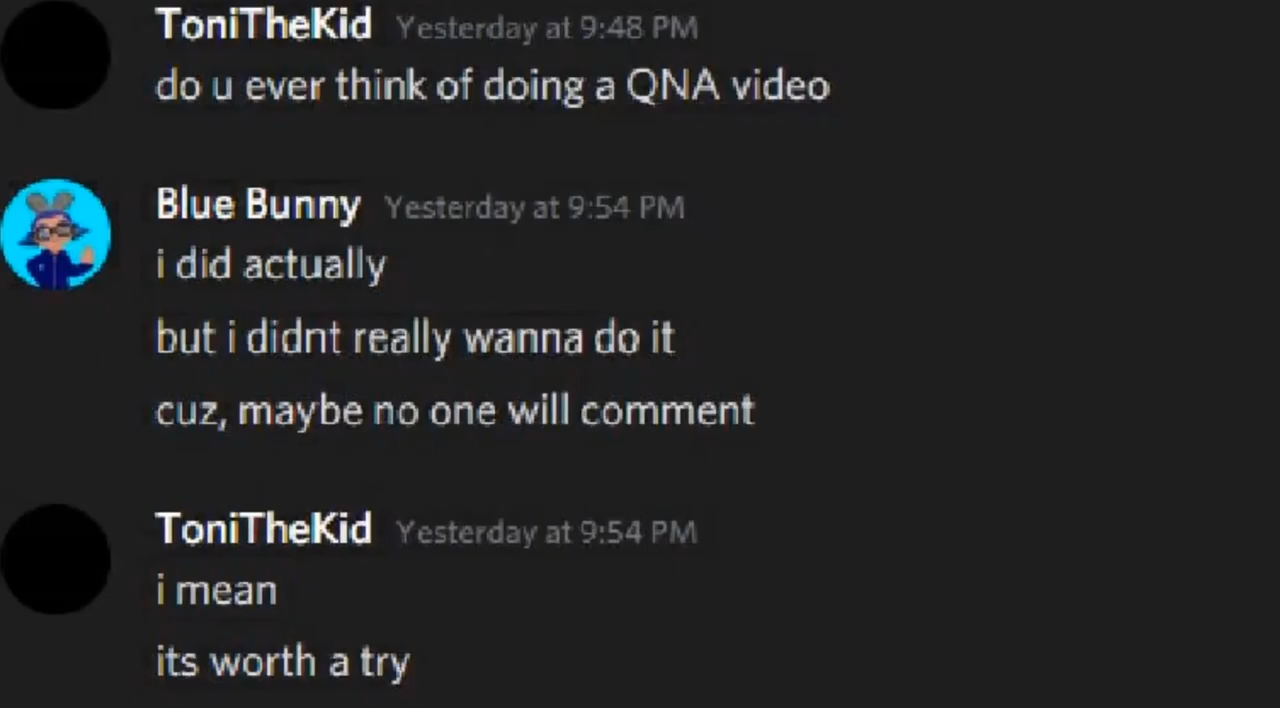 ToniTheKid Yesterday at 9:48 PM
do u ever think of doing a QNA video
Blue Bunny Yesterday at 9:54 PM
i did actually
but i didnt really wanna do it
cuz, maybe no one will comment
ToniTheKid Yesterday at 9:54 PM
i mean
its worth a try